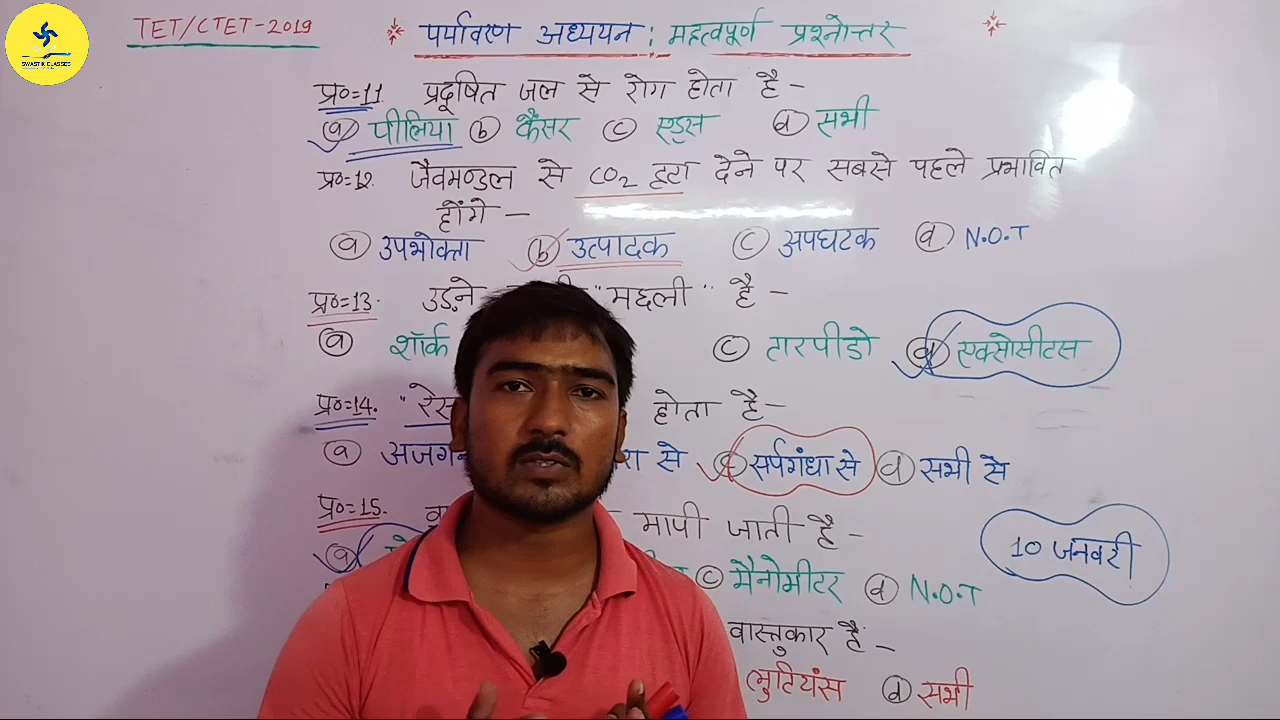 SWASTIK CLASSES
TET/CTET-2019
पर्यावरण अध्ययन : महत्वपूर्ण प्रश्नोत्तर
प्र०=11 प्रदूषित जल से रोग होता है -
(a) पीलिया (b) कैंसर (c) एड्स (d) सभी
प्र०=12. जैवमण्डल से CO2 हटा देने पर सबसे पहले प्रभावित
होंगे -
(a) उपभोक्ता (b) उत्पादक (c) अपघटक (d) N.O.T
प्र०=13. उड़ने "मछली" है -
(a) शॉर्क (c) टारपीडो (d) एक्सोसीटस
प्र०=14. होता है -
(a) से (c) सर्पगंधा से (d) सभी से
प्र०=15. मापी जाती है -
(a) (c) मैनोमीटर (d) N.O.T
10 जनवरी
वास्तुकार है -
भुटियंस (d) सभी